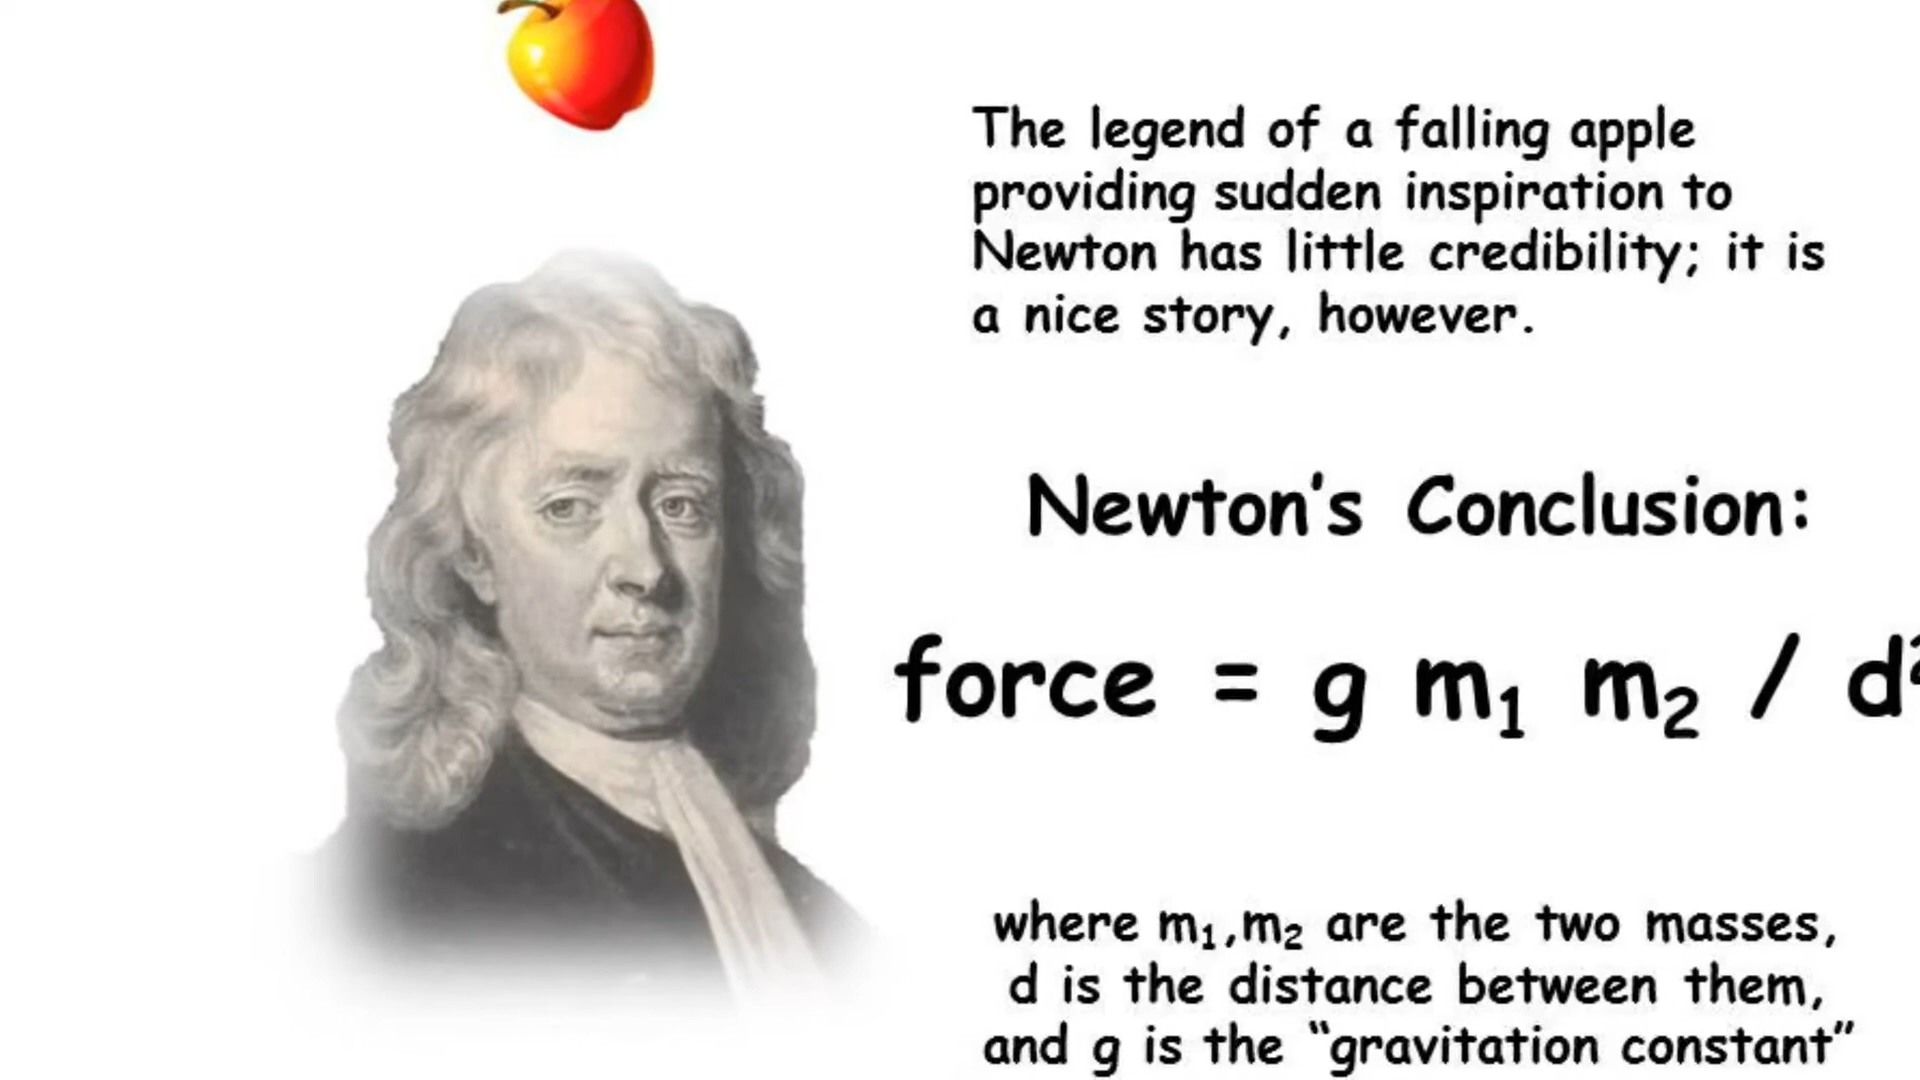 The legend of a falling apple
providing sudden inspiration to
Newton has little credibility; it is
a nice story, however.
Newton's Conclusion:
force = g m₁ m₂ / d²
where m₁,m₂ are the two masses,
d is the distance between them,
and g is the “gravitation constant”